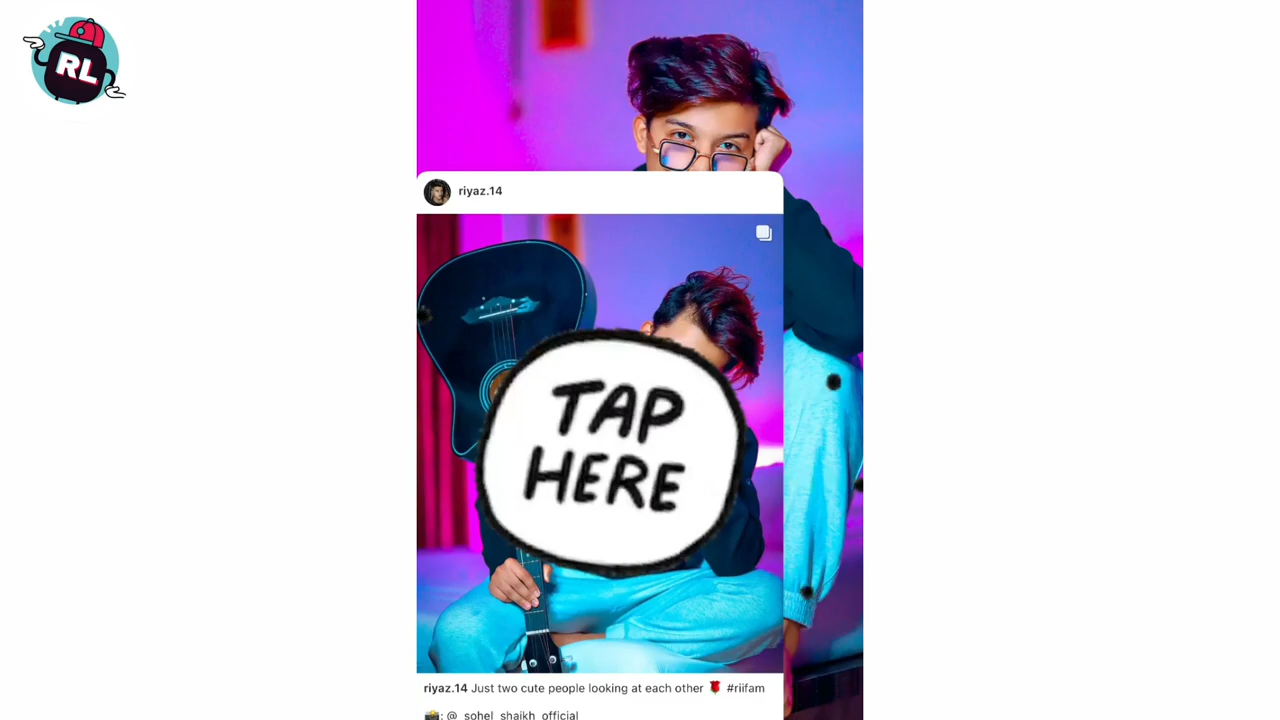 RL
riyaz.14
TAP
HERE
riyaz.14 Just two cute people looking at each other 🌹 #riifam
📸: @_sohel_shaikh_official